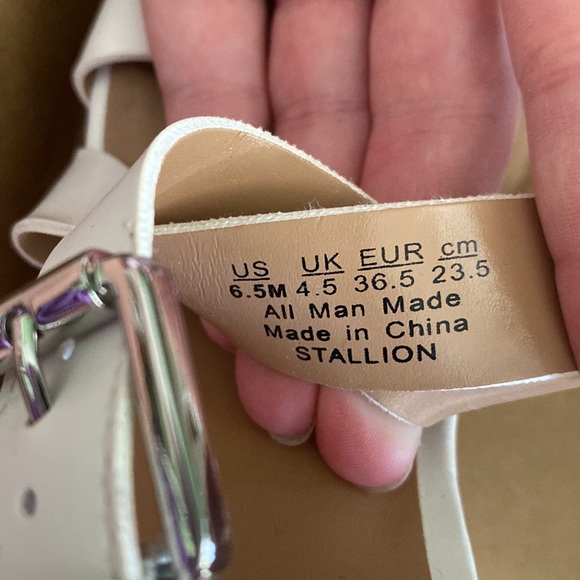 US UK EUR cm
6.5M 4.5 36.5 23.5
All Man Made
Made in China
STALLION